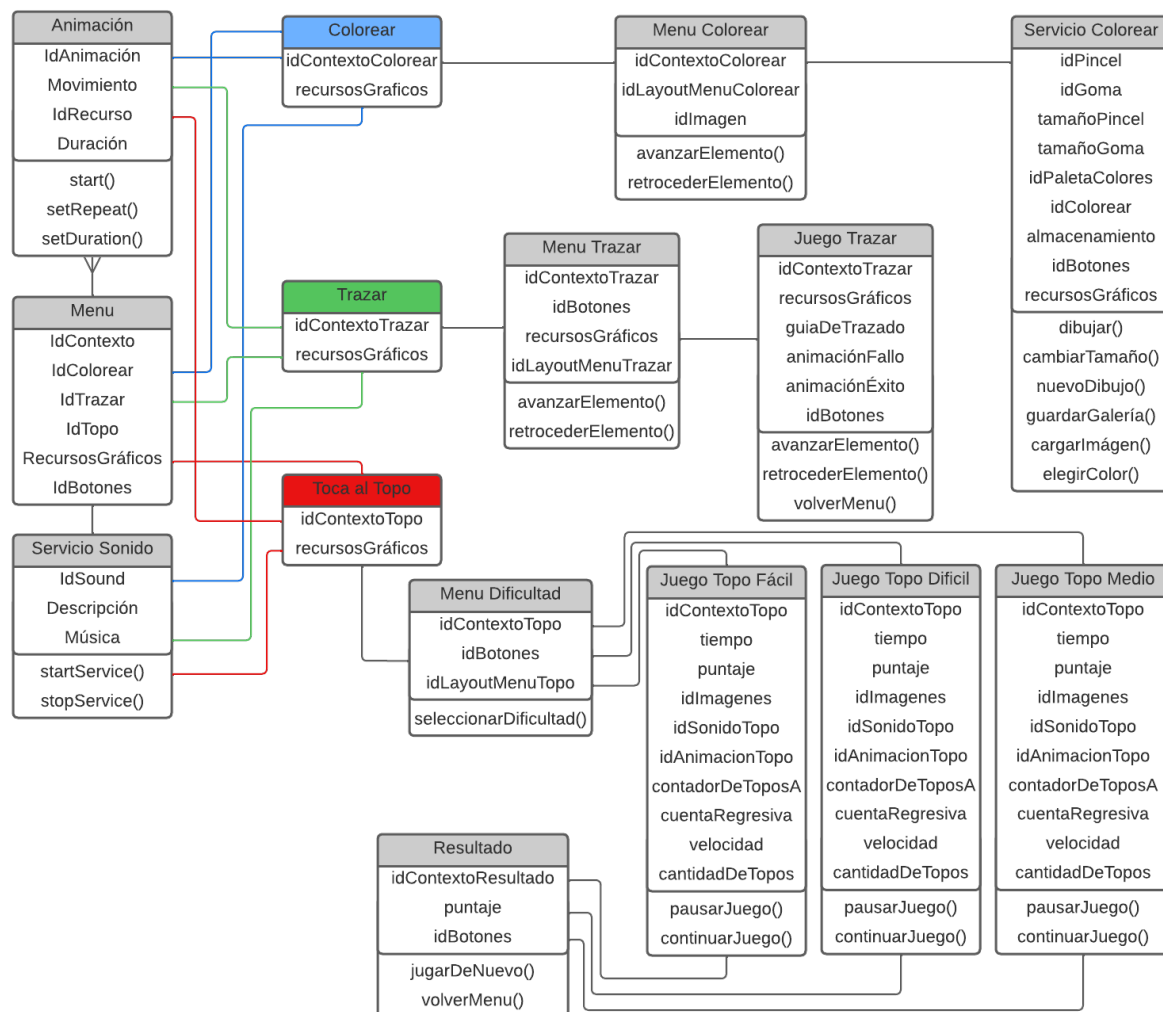 Animación
IdAnimación
Movimiento
IdRecurso
Duración
start()
setRepeat()
setDuration()
Menu
IdContexto
IdColorear
IdTrazar
IdTopo
RecursosGráficos
IdBotones
Servicio Sonido
IdSound
Descripción
Música
startService()
stopService()
Colorear
idContextoColorear
recursosGraficos
Trazar
idContextoTrazar
recursosGráficos
Toca al Topo
idContextoTopo
recursosGráficos
Menu Colorear
idContextoColorear
idLayoutMenuColorear
idImagen
avanzarElemento()
retrocederElemento()
Servicio Colorear
idPincel
idGoma
tamañoPincel
tamañoGoma
idPaletaColores
idColorear
almacenamiento
idBotones
recursosGráficos
dibujar()
cambiarTamaño()
nuevoDibujo()
guardarGalería()
cargarImágen()
elegirColor()
Menu Trazar
idContextoTrazar
idBotones
recursosGráficos
idLayoutMenuTrazar
avanzarElemento()
retrocederElemento()
Juego Trazar
idContextoTrazar
recursosGráficos
guiaDeTrazado
animaciónFallo
animaciónÉxito
idBotones
avanzarElemento()
retrocederElemento()
volverMenu()
Menu Dificultad
idContextoTopo
idBotones
idLayoutMenuTopo
seleccionarDificultad()
Juego Topo Fácil
idContextoTopo
tiempo
puntaje
idImagenes
idSonidoTopo
idAnimacionTopo
contadorDeToposA
cuentaRegresiva
velocidad
cantidadDeTopos
pausarJuego()
continuarJuego()
Juego Topo Dificil
idContextoTopo
tiempo
puntaje
idImagenes
idSonidoTopo
idAnimacionTopo
contadorDeToposA
cuentaRegresiva
velocidad
cantidadDeTopos
pausarJuego()
continuarJuego()
Juego Topo Medio
idContextoTopo
tiempo
puntaje
idImagenes
idSonidoTopo
idAnimacionTopo
contadorDeToposA
cuentaRegresiva
velocidad
cantidadDeTopos
pausarJuego()
continuarJuego()
Resultado
idContextoResultado
puntaje
idBotones
jugarDeNuevo()
volverMenu()